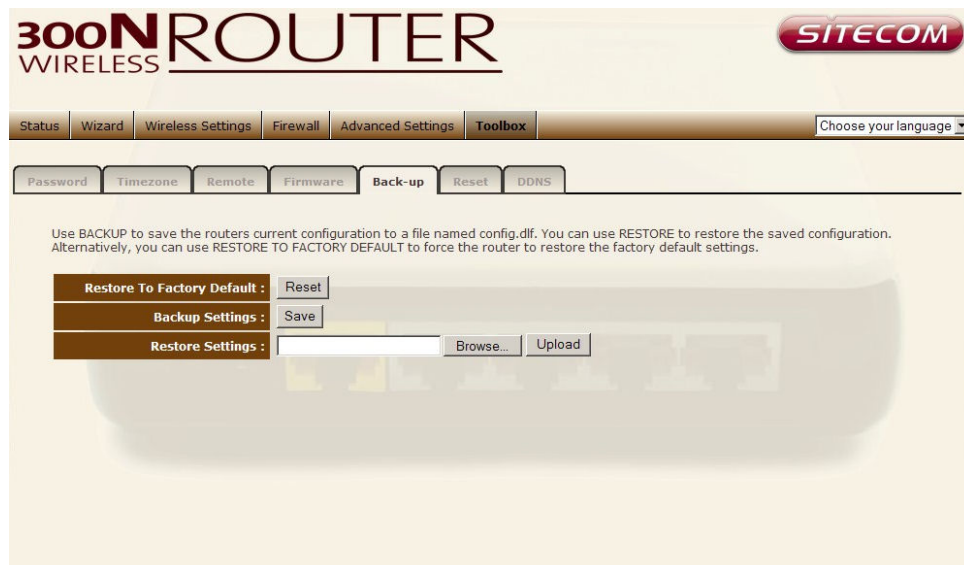 300N ROUTER
WIRELESS
SITECOM
Status Wizard Wireless Settings Firewall Advanced Settings Toolbox Choose your language
Password Timezone Remote Firmware Back-up Reset DDNS
Use BACKUP to save the routers current configuration to a file named config.dlf. You can use RESTORE to restore the saved configuration.
Alternatively, you can use RESTORE TO FACTORY DEFAULT to force the router to restore the factory default settings.
Restore To Factory Default : Reset
Backup Settings : Save
Restore Settings : Browse... Upload